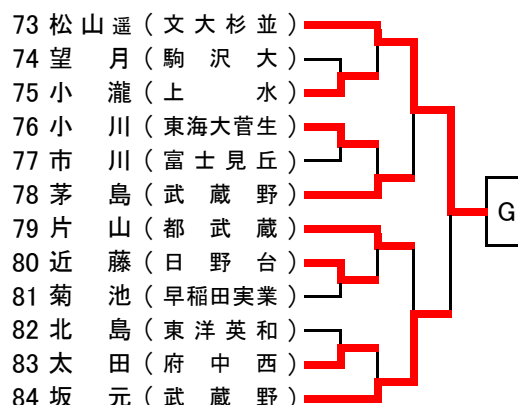 73 松山遥 (文大杉並)
74 望月 (駒沢大)
75 小瀧 (上水)
76 小川 (東海大菅生)
77 市川 (富士見丘)
78 茅島 (武蔵野)
79 片山 (都武蔵)
80 近藤 (日野台)
81 菊池 (早稲田実業)
82 北島 (東洋英和)
83 太田 (府中西)
84 坂元 (武蔵野)
G